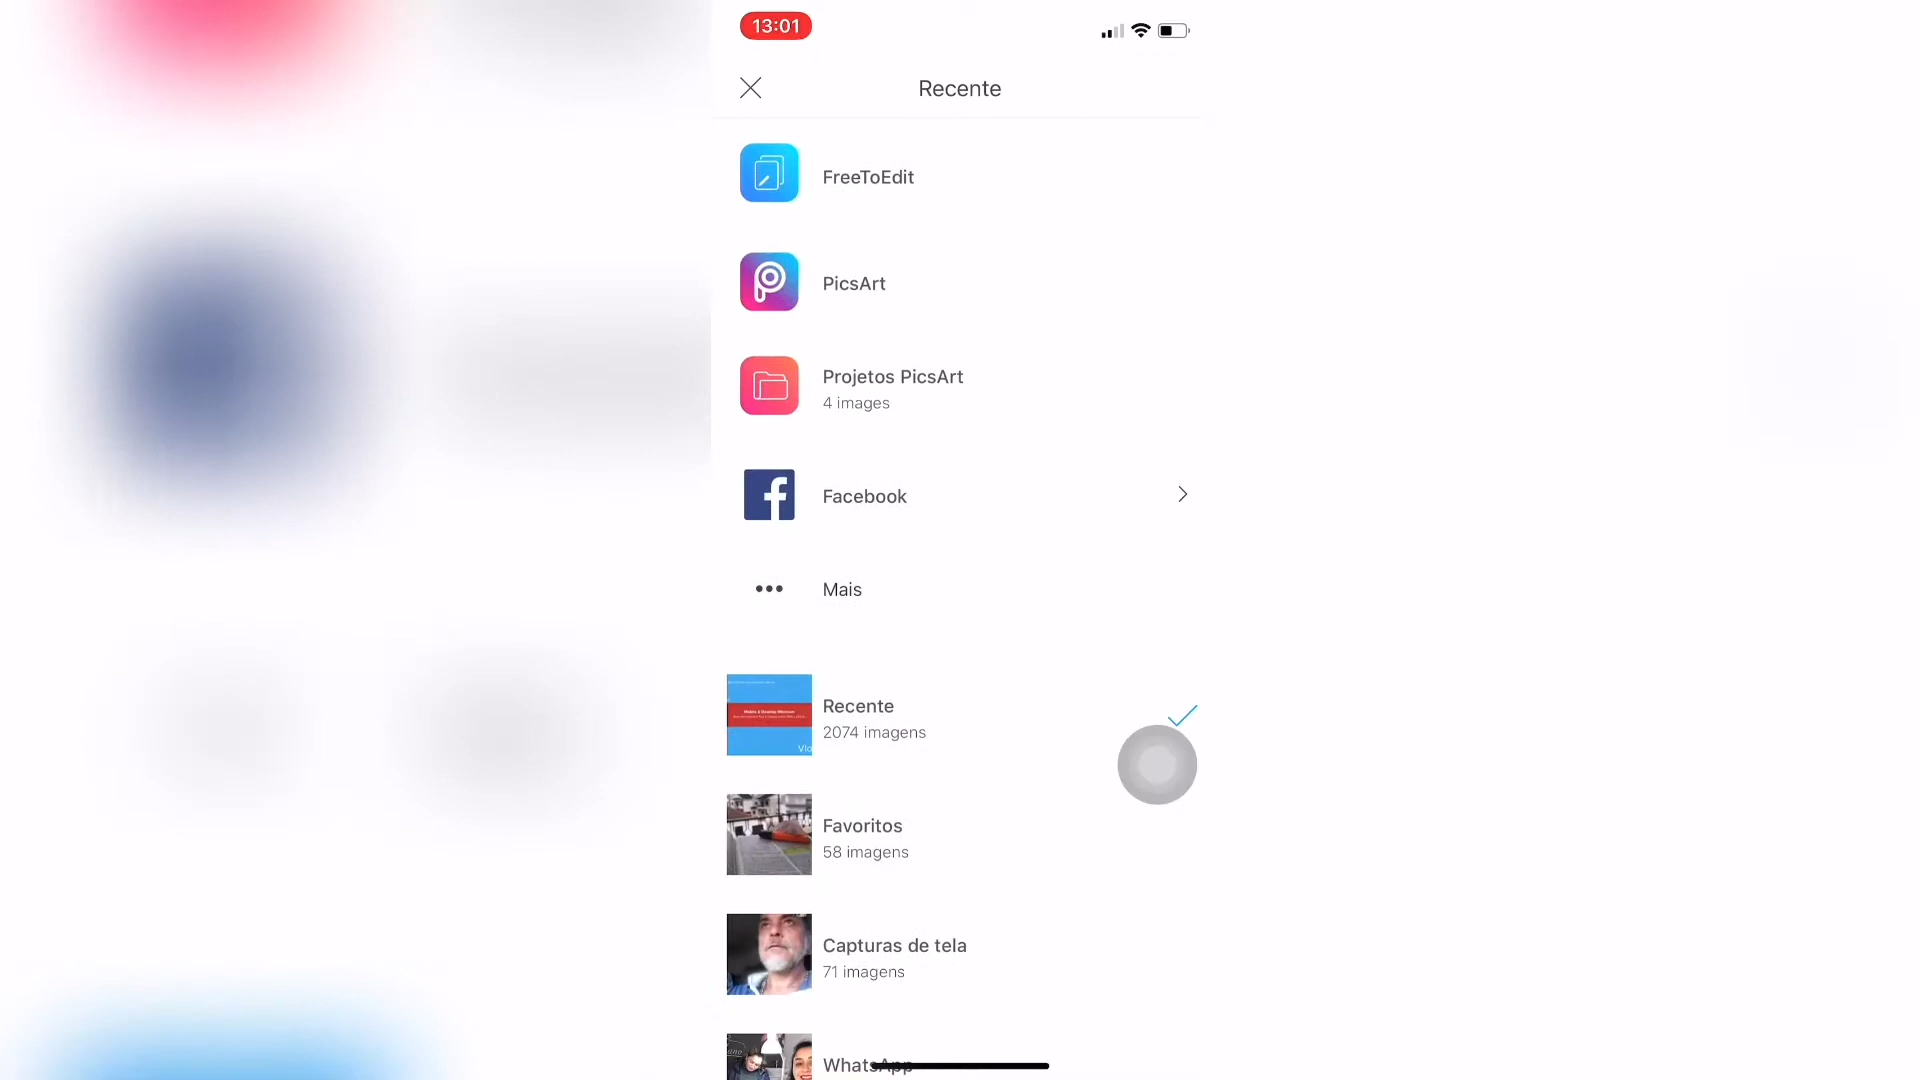 13:01
Recente
FreeToEdit
PicsArt
Projetos PicsArt
4 images
Facebook
Mais
Recente
2074 imagens
Favoritos
58 imagens
Capturas de tela
71 imagens
WhatsApp